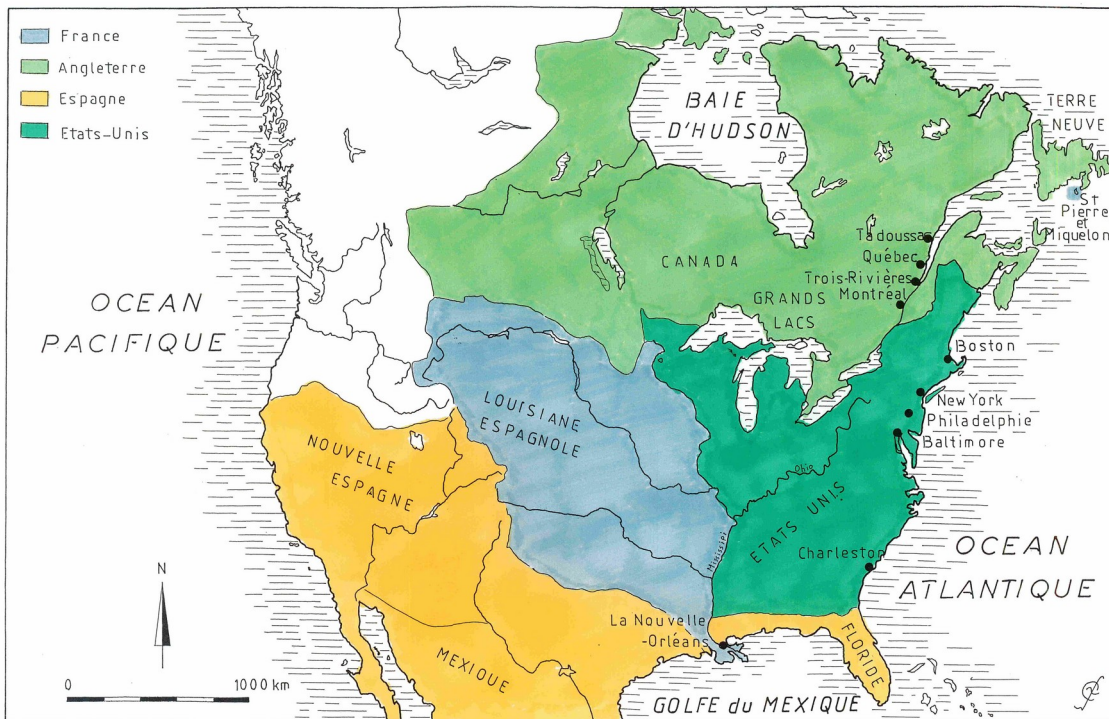 France
Angleterre
Espagne
Etats-Unis
BAIE
D'HUDSON
TERRE
NEUVE
St
Pierre
et
Miquelon
Tadoussac
Québec
Trois-Rivières
Montréal
CANADA
GRANDS
LACS
OCEAN
PACIFIQUE
Boston
New York
Philadelphie
Baltimore
LOUISIANE
ESPAGNOLE
NOUVELLE
ESPAGNE
Ohio
ETATS UNIS
Missisipi
Charleston
OCEAN
ATLANTIQUE
N
La Nouvelle
-Orléans
FLORIDE
MEXIQUE
0 1000 km
GOLFE du MEXIQUE